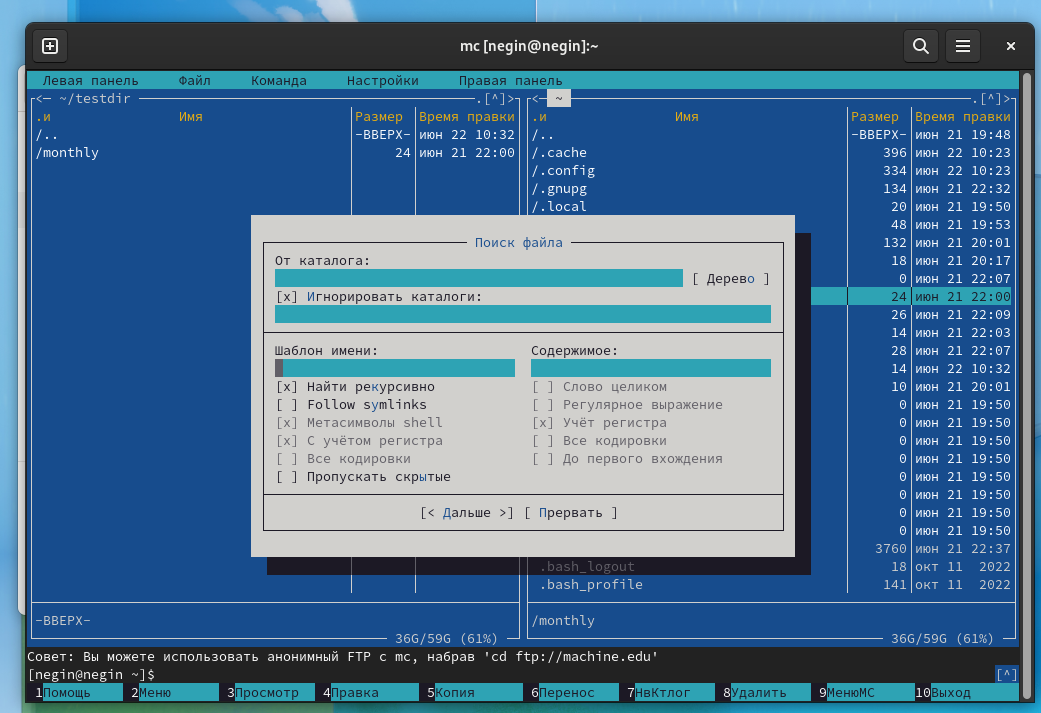 mc [negin@negin]:~
Левая панель Файл Команда Настройки Правая панель
<─ ~/testdir .[^]> <─ ~ .[^]>
.и Имя Размер Время правки .и Имя Размер Время правки
/.. -ВВЕРХ- июн 22 10:32 /.. -ВВЕРХ- июн 21 19:48
/monthly 24 июн 21 22:00 /.cache 396 июн 22 10:23
/.config 334 июн 22 10:23
/.gnupg 134 июн 21 22:32
/.local 20 июн 21 19:50
48 июн 21 19:53
Поиск файла 132 июн 21 20:01
От каталога: 18 июн 21 20:17
[ Дерево ] 0 июн 21 22:07
[x] Игнорировать каталоги: 24 июн 21 22:00
26 июн 21 22:09
14 июн 21 22:03
Шаблон имени: Содержимое: 28 июн 21 22:07
14 июн 22 10:32
[x] Найти рекурсивно [ ] Слово целиком 10 июн 21 20:01
[ ] Follow symlinks [ ] Регулярное выражение 0 июн 21 19:50
[x] Метасимволы shell [x] Учёт регистра 0 июн 21 19:50
[x] С учётом регистра [ ] Все кодировки 0 июн 21 19:50
[ ] Все кодировки [ ] До первого вхождения 0 июн 21 19:50
[ ] Пропускать скрытые 0 июн 21 19:50
0 июн 21 19:50
[< Дальше >] [ Прервать ] 0 июн 21 19:50
0 июн 21 19:50
3760 июн 21 22:37
.bash_logout 18 окт 11 2022
.bash_profile 141 окт 11 2022
-ВВЕРХ- /monthly
36G/59G (61%) 36G/59G (61%)
Совет: Вы можете использовать анонимный FTP с mc, набрав 'cd ftp://machine.edu'
[negin@negin ~]$ [^]
1Помощь 2Меню 3Просмотр 4Правка 5Копия 6Перенос 7НвКтлог 8Удалить 9МенюМС 10Выход